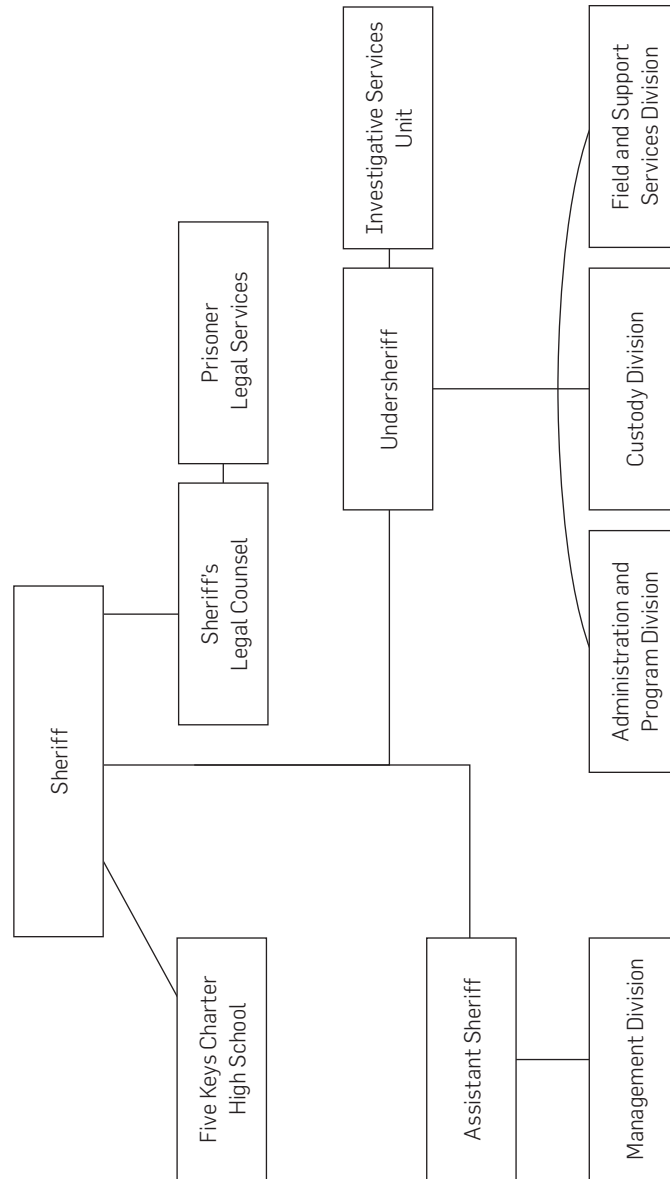 Sheriff
Five Keys Charter
High School
Sheriff's
Legal Counsel
Prisoner
Legal Services
Assistant Sheriff
Undersheriff
Investigative Services
Unit
Management Division
Administration and
Program Division
Custody Division
Field and Support
Services Division